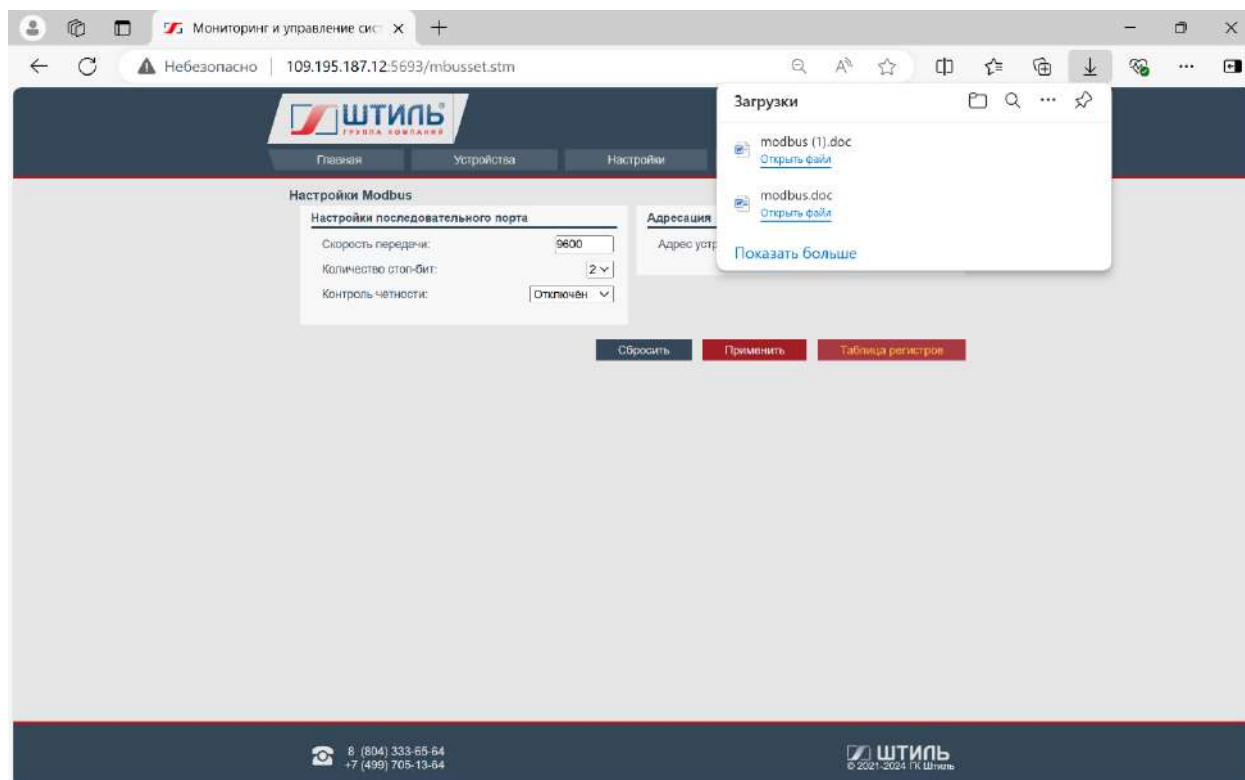 Мониторинг и управление сис
Небезопасно
109.195.187.12:5693/mbusset.stm
ШТИЛЬ
ГРУППА КОМПАНИЙ
Главная
Устройства
Настройки
Загрузки
modbus (1).doc
Открыть файл
modbus.doc
Открыть файл
Показать больше
Настройки Modbus
Настройки последовательного порта
Скорость передачи:
9600
Количество стоп-бит:
2
Контроль чётности:
Отключён
Адресация
Адрес устр
Сбросить
Применить
Таблица регистров
8 (804) 333-65-64
+7 (499) 705-13-64
ШТИЛЬ
© 2021-2024 ГК Штиль